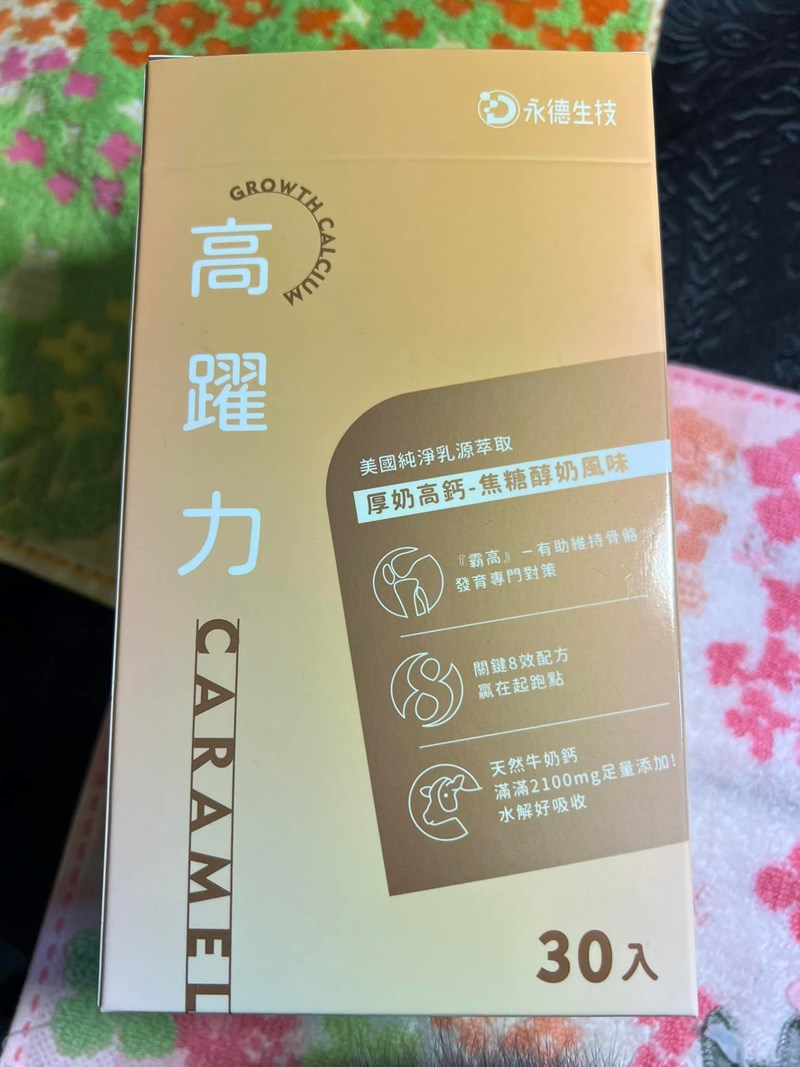 永德生技
GROWTH CALCIUM
高躍力
CARAMEL
美國純淨乳源萃取
厚奶高鈣-焦糖醇奶風味
『霸高』－有助維持骨骼
發育專門對策
關鍵8效配方
贏在起跑點
天然牛奶鈣
滿滿2100mg足量添加!
水解好吸收
30入